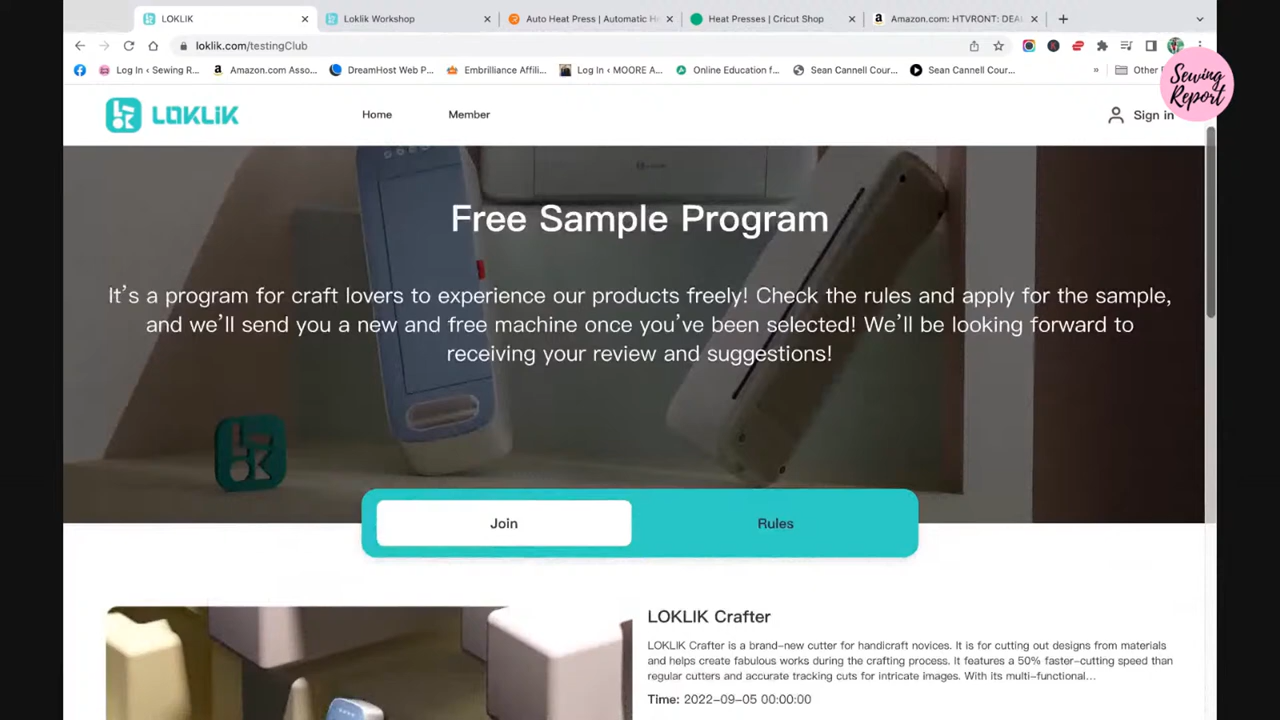 LOKLIK
Loklik Workshop
Auto Heat Press | Automatic He
Heat Presses | Cricut Shop
Amazon.com: HTVRONT: DEAL
loklik.com/testingClub
Log In ‹ Sewing R...
Amazon.com Asso...
DreamHost Web P...
Embrilliance Affili...
Log In ‹ MOORE A...
Online Education f...
Sean Cannell Cour...
Sean Cannell Cour...
»
Other
Sewing
Report
LOKLiK
Home
Member
Sign in
Free Sample Program
It's a program for craft lovers to experience our products freely! Check the rules and apply for the sample,
and we'll send you a new and free machine once you've been selected! We'll be looking forward to
receiving your review and suggestions!
Join
Rules
LOKLIK Crafter
LOKLIK Crafter is a brand-new cutter for handicraft novices. It is for cutting out designs from materials
and helps create fabulous works during the crafting process. It features a 50% faster-cutting speed than
regular cutters and accurate tracking cuts for intricate images. With its multi-functional...
Time: 2022-09-05 00:00:00